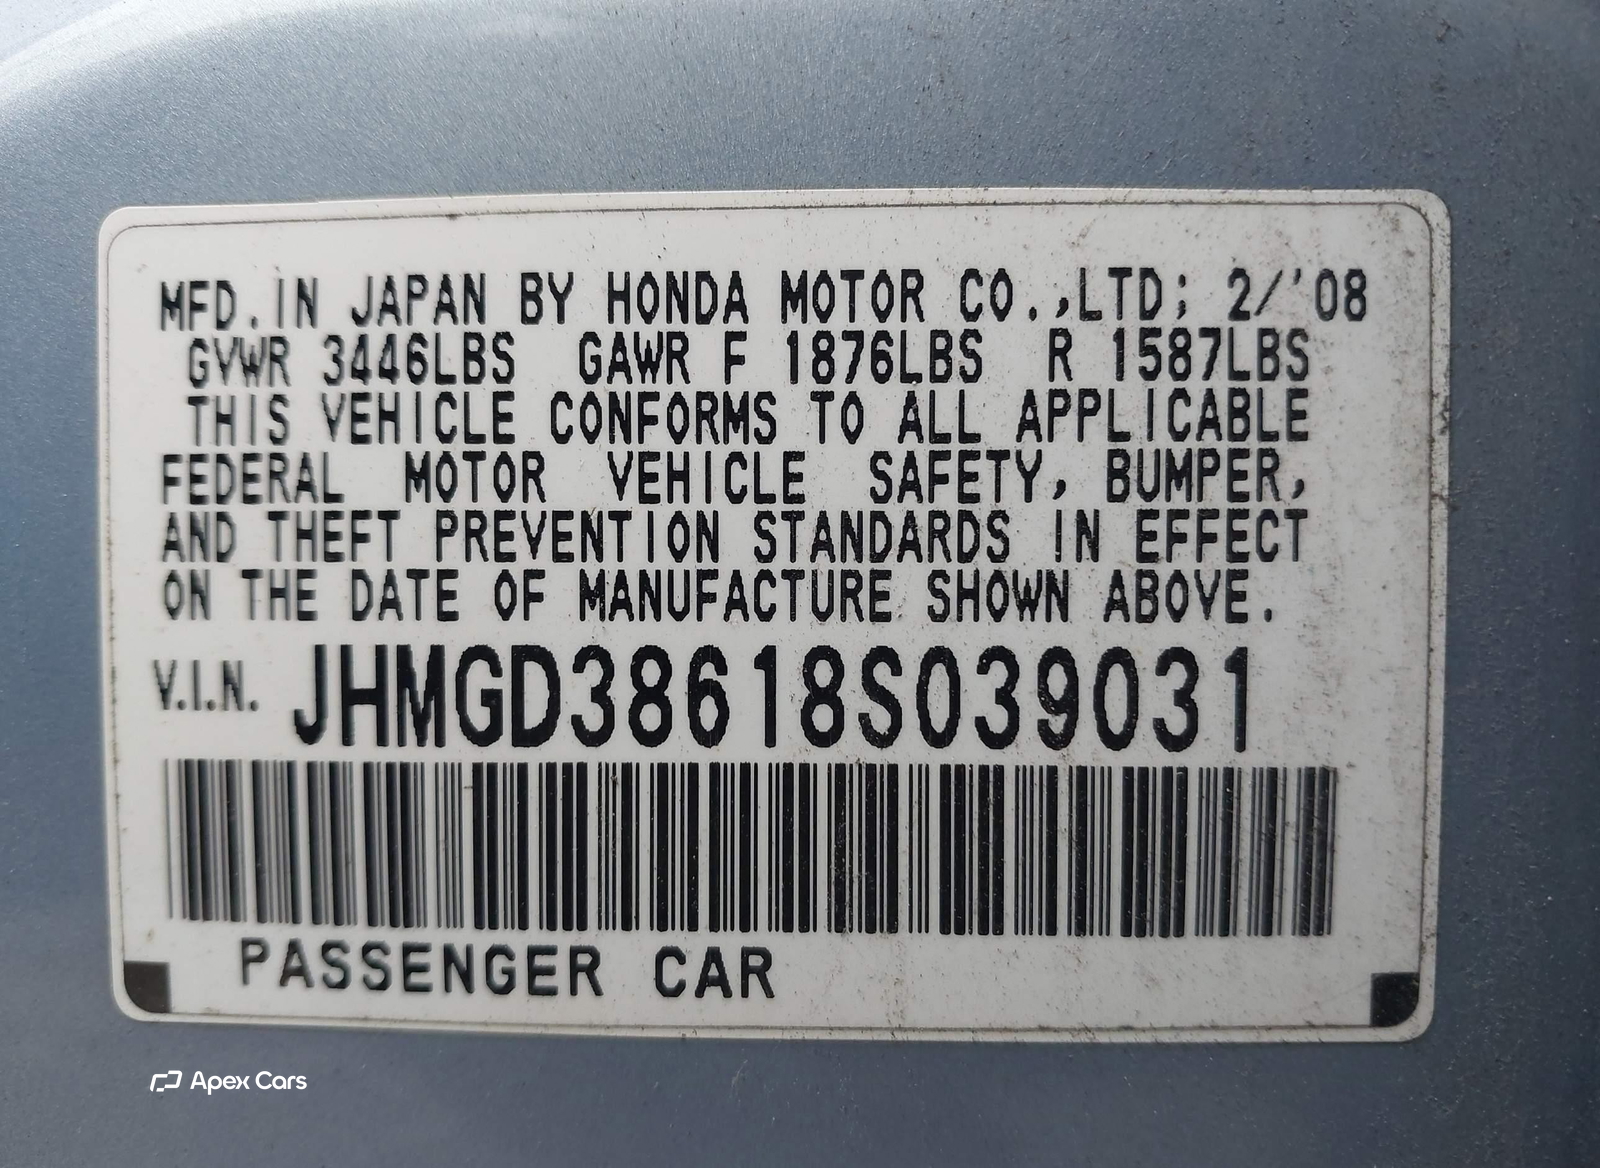 MFD.IN JAPAN BY HONDA MOTOR CO.,LTD; 2/'08
GVWR 3446LBS GAWR F 1876LBS R 1587LBS
THIS VEHICLE CONFORMS TO ALL APPLICABLE
FEDERAL MOTOR VEHICLE SAFETY, BUMPER,
AND THEFT PREVENTION STANDARDS IN EFFECT
ON THE DATE OF MANUFACTURE SHOWN ABOVE.
V.I.N. JHMGD38618S039031
PASSENGER CAR
Apex Cars